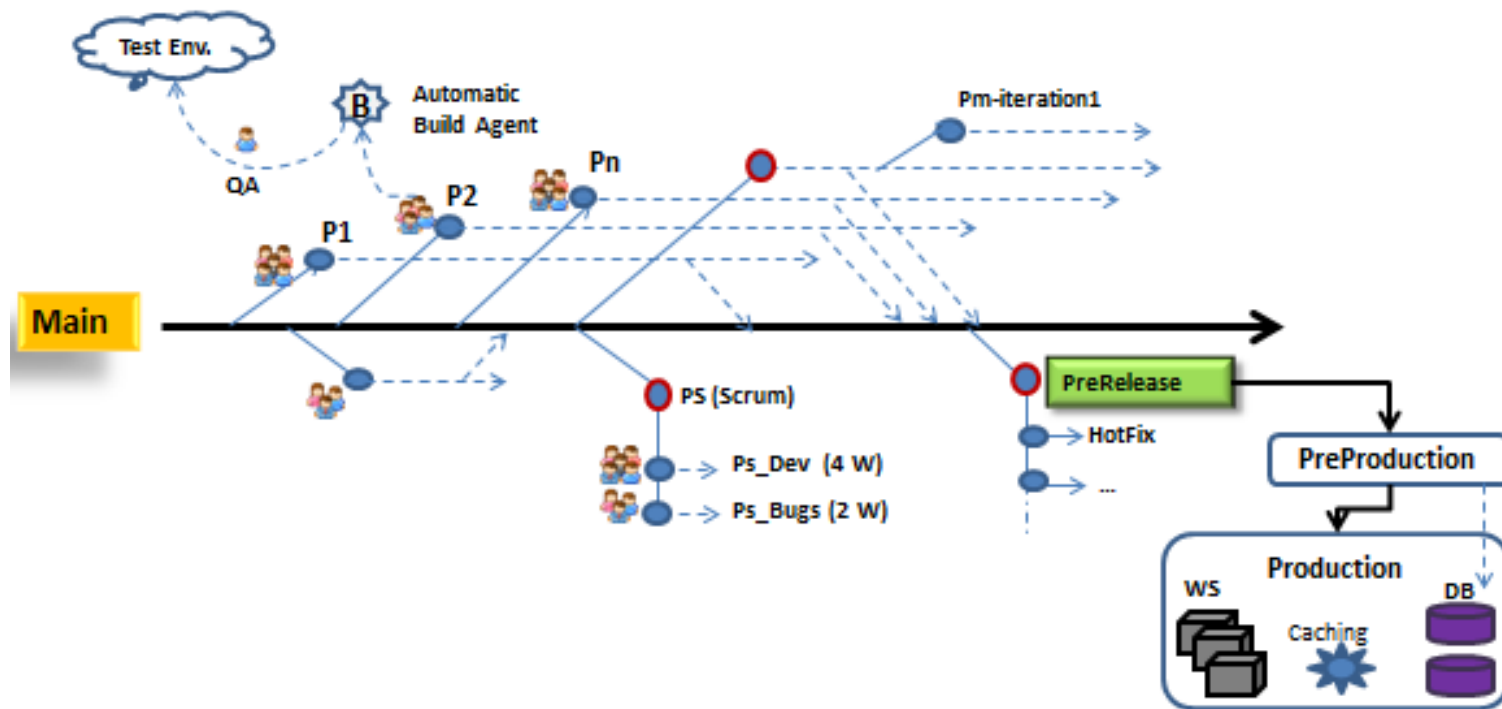 Test Env.
B
Automatic
Build Agent
Pm-iteration1
QA
Pn
P2
P1
Main
PS (Scrum)
PreRelease
HotFix
Ps_Dev (4 W)
PreProduction
...
Ps_Bugs (2 W)
Production
WS
DB
Caching